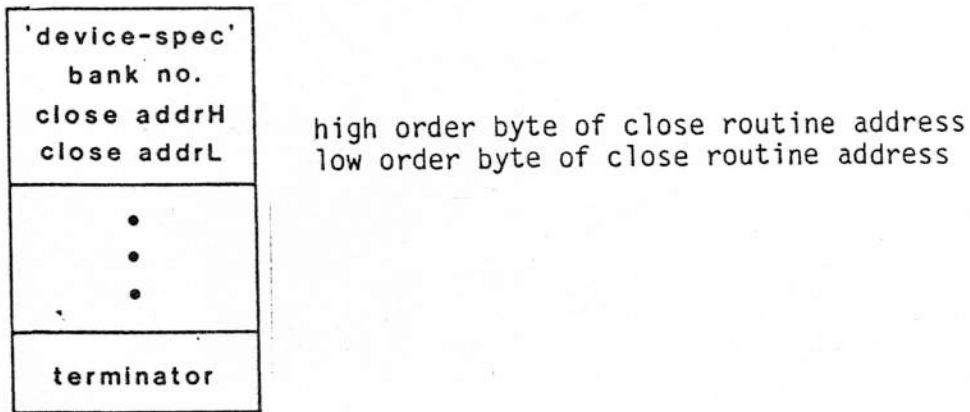 'device-spec'
bank no.
close addrH
close addrL
high order byte of close routine address
low order byte of close routine address
•
•
•
terminator